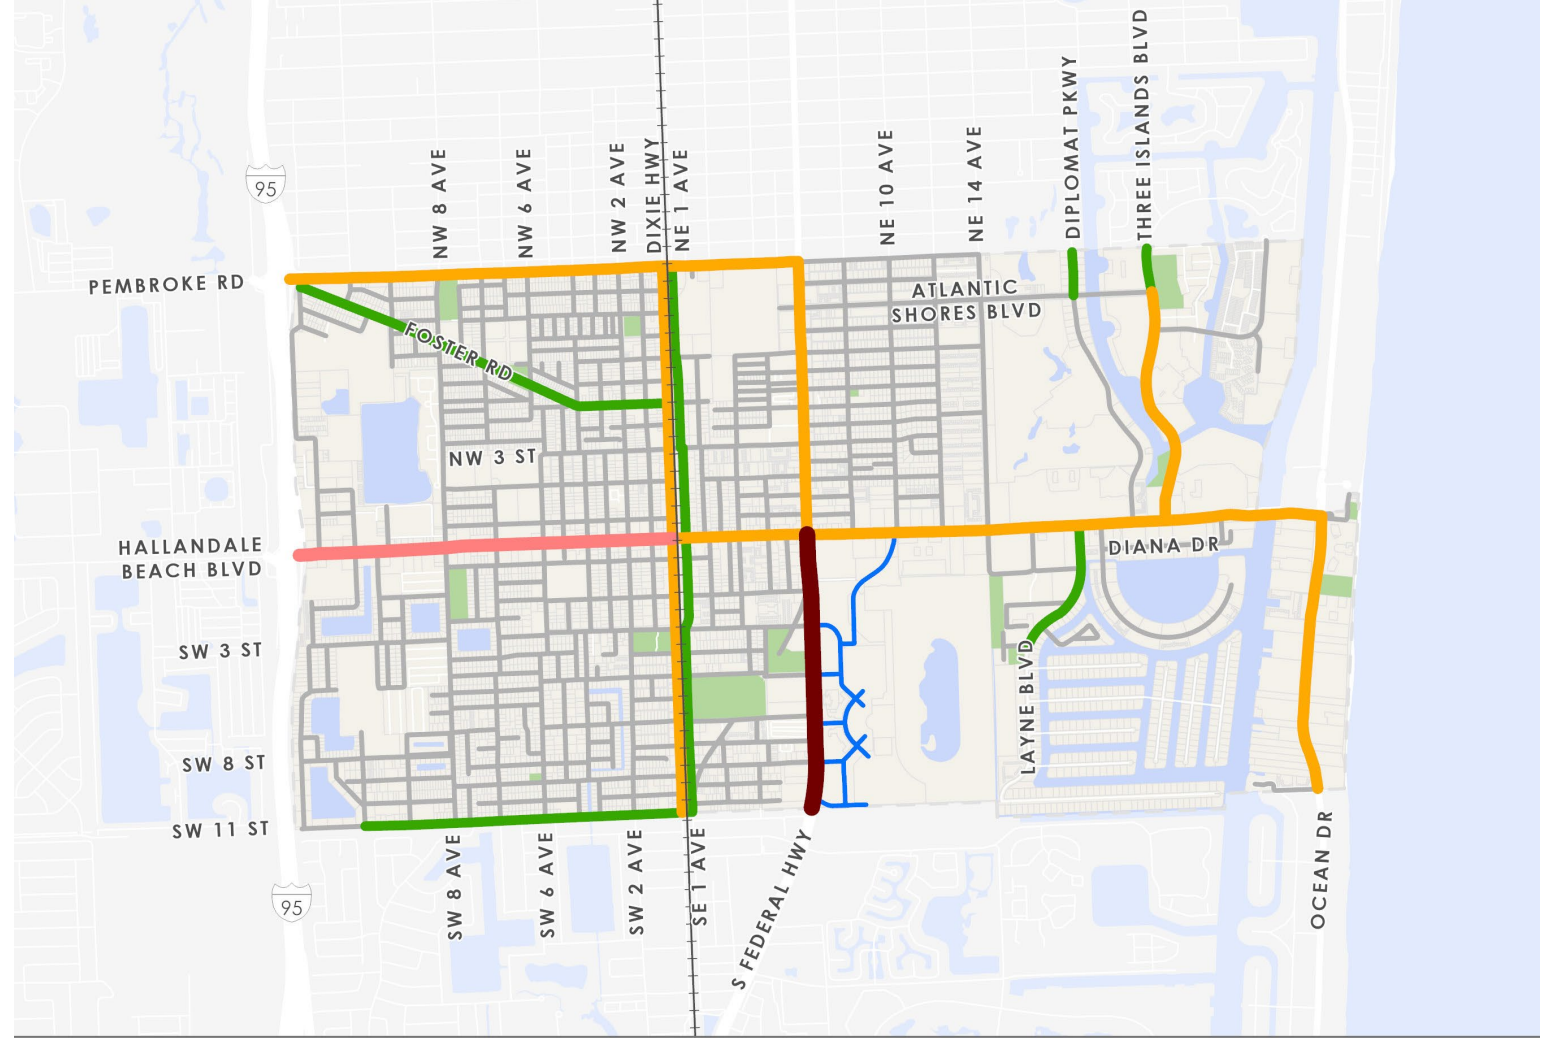 THREE ISLANDS BLVD
DIPLOMAT PKWY
NE 14 AVE
NE 10 AVE
DIXIE HWY
NE 1 AVE
NW 2 AVE
NW 6 AVE
NW 8 AVE
95
PEMBROKE RD
ATLANTIC
SHORES BLVD
FOSTER RD
NW 3 ST
HALLANDALE
BEACH BLVD
DIANA DR
SW 3 ST
LAYNE BLVD
SW 8 ST
SW 11 ST
SW 8 AVE
SW 6 AVE
SW 2 AVE
SE 1 AVE
S FEDERAL HWY
OCEAN DR
95